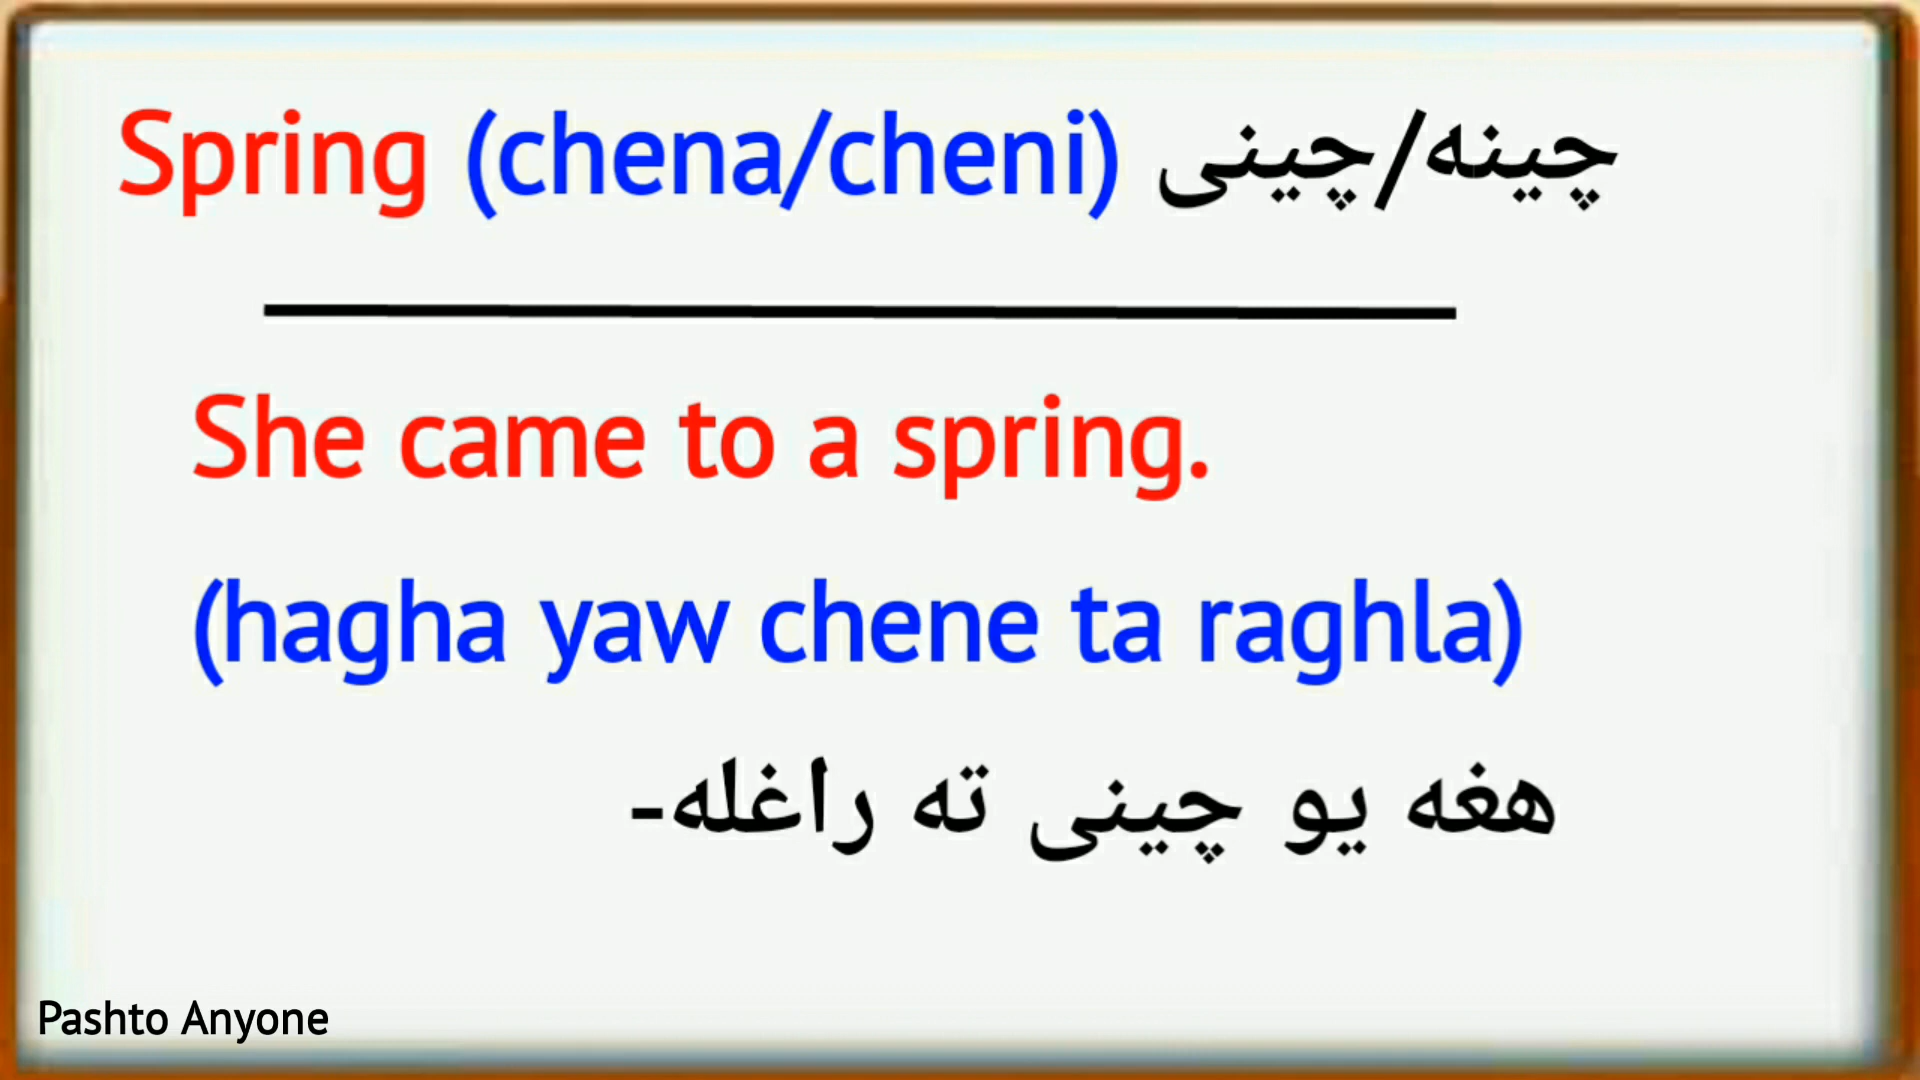 Spring (chena/cheni) چینه/چینی
She came to a spring.
(hagha yaw chene ta raghla)
هغه یو چینی ته راغله-
Pashto Anyone